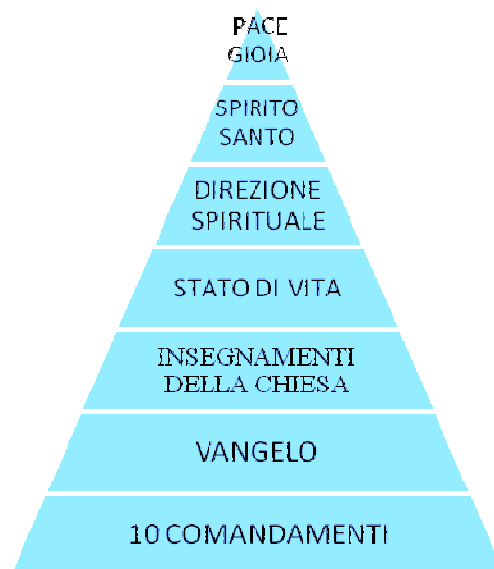 PACE
GIOIA
SPIRITO
SANTO
DIREZIONE
SPIRITUALE
STATO DI VITA
INSEGNAMENTI
DELLA CHIESA
VANGELO
10 COMANDAMENTI